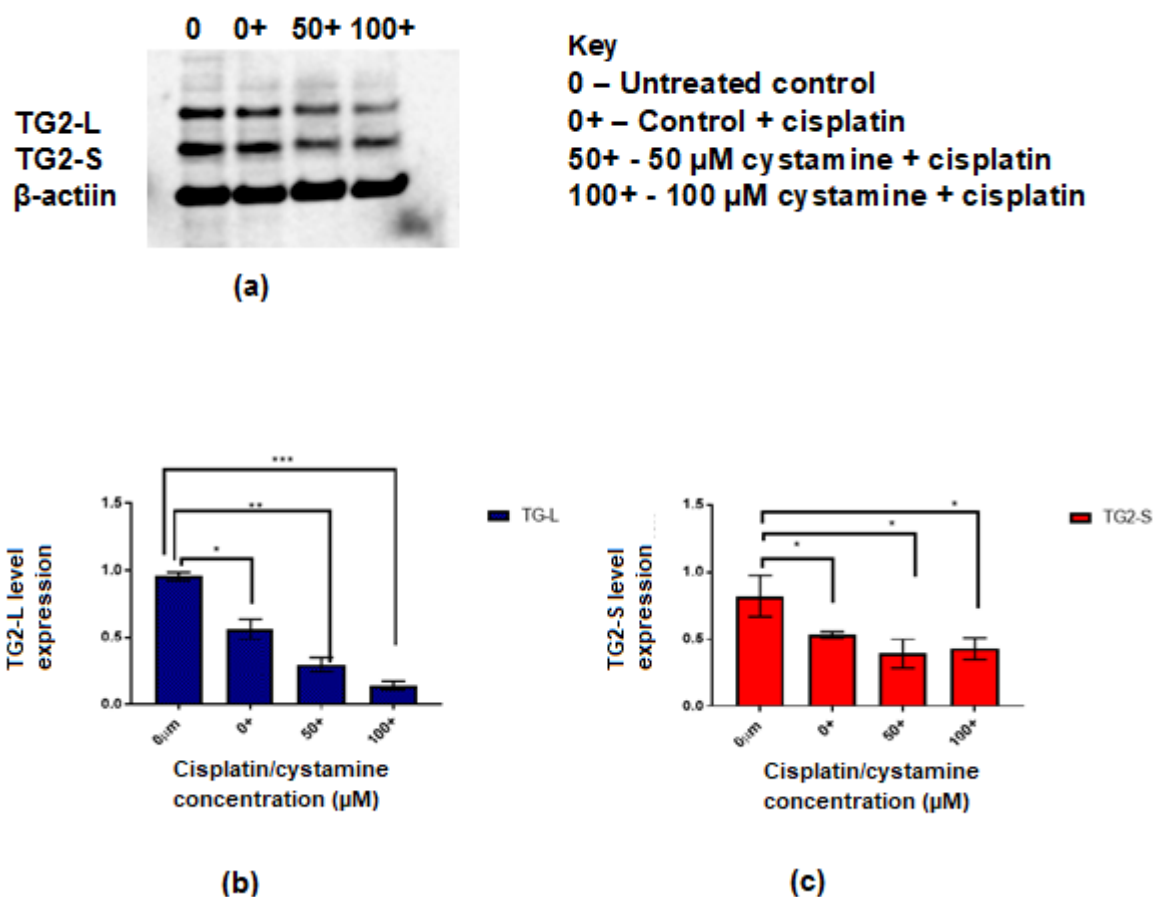 0 0+ 50+ 100+
TG2-L
TG2-S
β-actiin
(a)
Key
0 – Untreated control
0+ – Control + cisplatin
50+ - 50 µM cystamine + cisplatin
100+ - 100 µM cystamine + cisplatin
***
**
*
1.5
1.0
0.5
0.0
TG2-L level
expression
TG-L
0µm 0+ 50+ 100+
Cisplatin/cystamine
concentration (µM)
(b)
*
*
*
1.5
1.0
0.5
0.0
TG2-S level
expression
TG2-S
0µm 0+ 50+ 100+
Cisplatin/cystamine
concentration (µM)
(c)